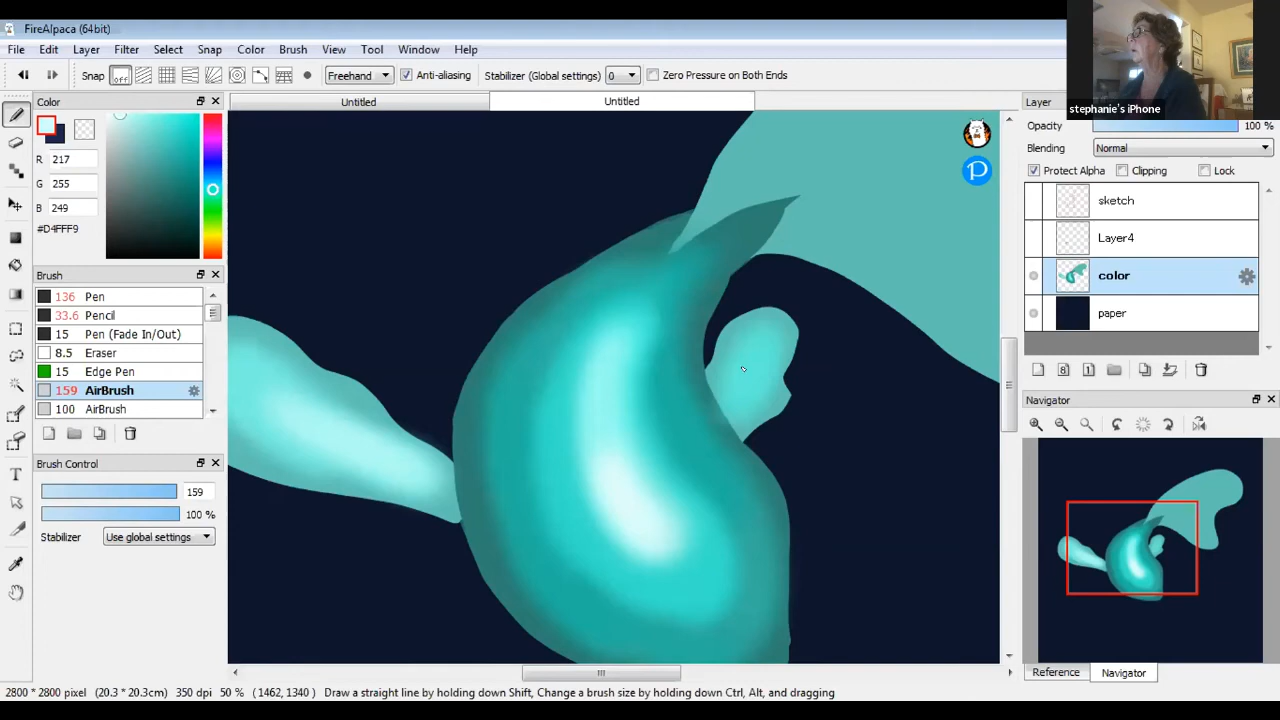 FireAlpaca (64bit)
File Edit Layer Filter Select Snap Color Brush View Tool Window Help
Snap off Freehand Anti-aliasing Stabilizer (Global settings) 0 Zero Pressure on Both Ends
stephanie's iPhone
Color
R 217
G 255
B 249
#D4FFF9
Brush
136 Pen
33.6 Pencil
15 Pen (Fade In/Out)
8.5 Eraser
15 Edge Pen
159 AirBrush
100 AirBrush
Brush Control
159
100 %
Stabilizer Use global settings
Untitled Untitled
P
Layer
Opacity 100 %
Blending Normal
Protect Alpha Clipping Lock
sketch
Layer4
color
paper
8 1
Navigator
Reference Navigator
2800 * 2800 pixel (20.3 * 20.3cm) 350 dpi 50 % (1462, 1340) Draw a straight line by holding down Shift, Change a brush size by holding down Ctrl, Alt, and dragging